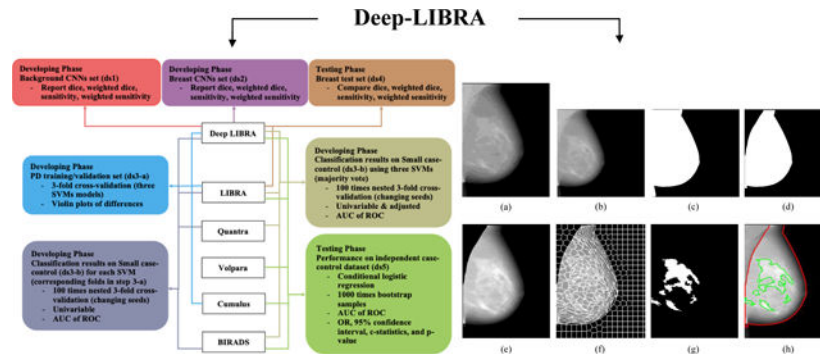 Deep-LIBRA
Developing Phase
Background CNNs set (ds1)
- Report dice, weighted dice,
sensitivity, weighted sensitivity
Developing Phase
Breast CNNs set (ds2)
- Report dice, weighted dice,
sensitivity, weighted sensitivity
Testing Phase
Breast test set (ds4)
- Compare dice, weighted dice,
sensitivity, weighted sensitivity
Deep LIBRA
LIBRA
Quantra
Volpara
Cumulus
BIRADS
Developing Phase
PD training/validation set (ds3-a)
- 3-fold cross-validation (three
SVMs models)
- Violin plots of differences
Developing Phase
Classification results on Small case-
control (ds3-b) for each SVM
(corresponding folds in step 3-a)
- 100 times nested 3-fold cross-
validation (changing seeds)
- Univariable
- AUC of ROC
Developing Phase
Classification results on Small case-
control (ds3-b) using three SVMs
(majority vote)
- 100 times nested 3-fold cross-
validation (changing seeds)
- Univariable & adjusted
- AUC of ROC
Testing Phase
Performance on independent case-
control dataset (ds5)
- Conditional logistic
regression
- 1000 times bootstrap
samples
- AUC of ROC
- OR, 95% confidence
interval, c-statistics, and p-
value
(a)
(b)
(c)
(d)
(e)
(f)
(g)
(h)